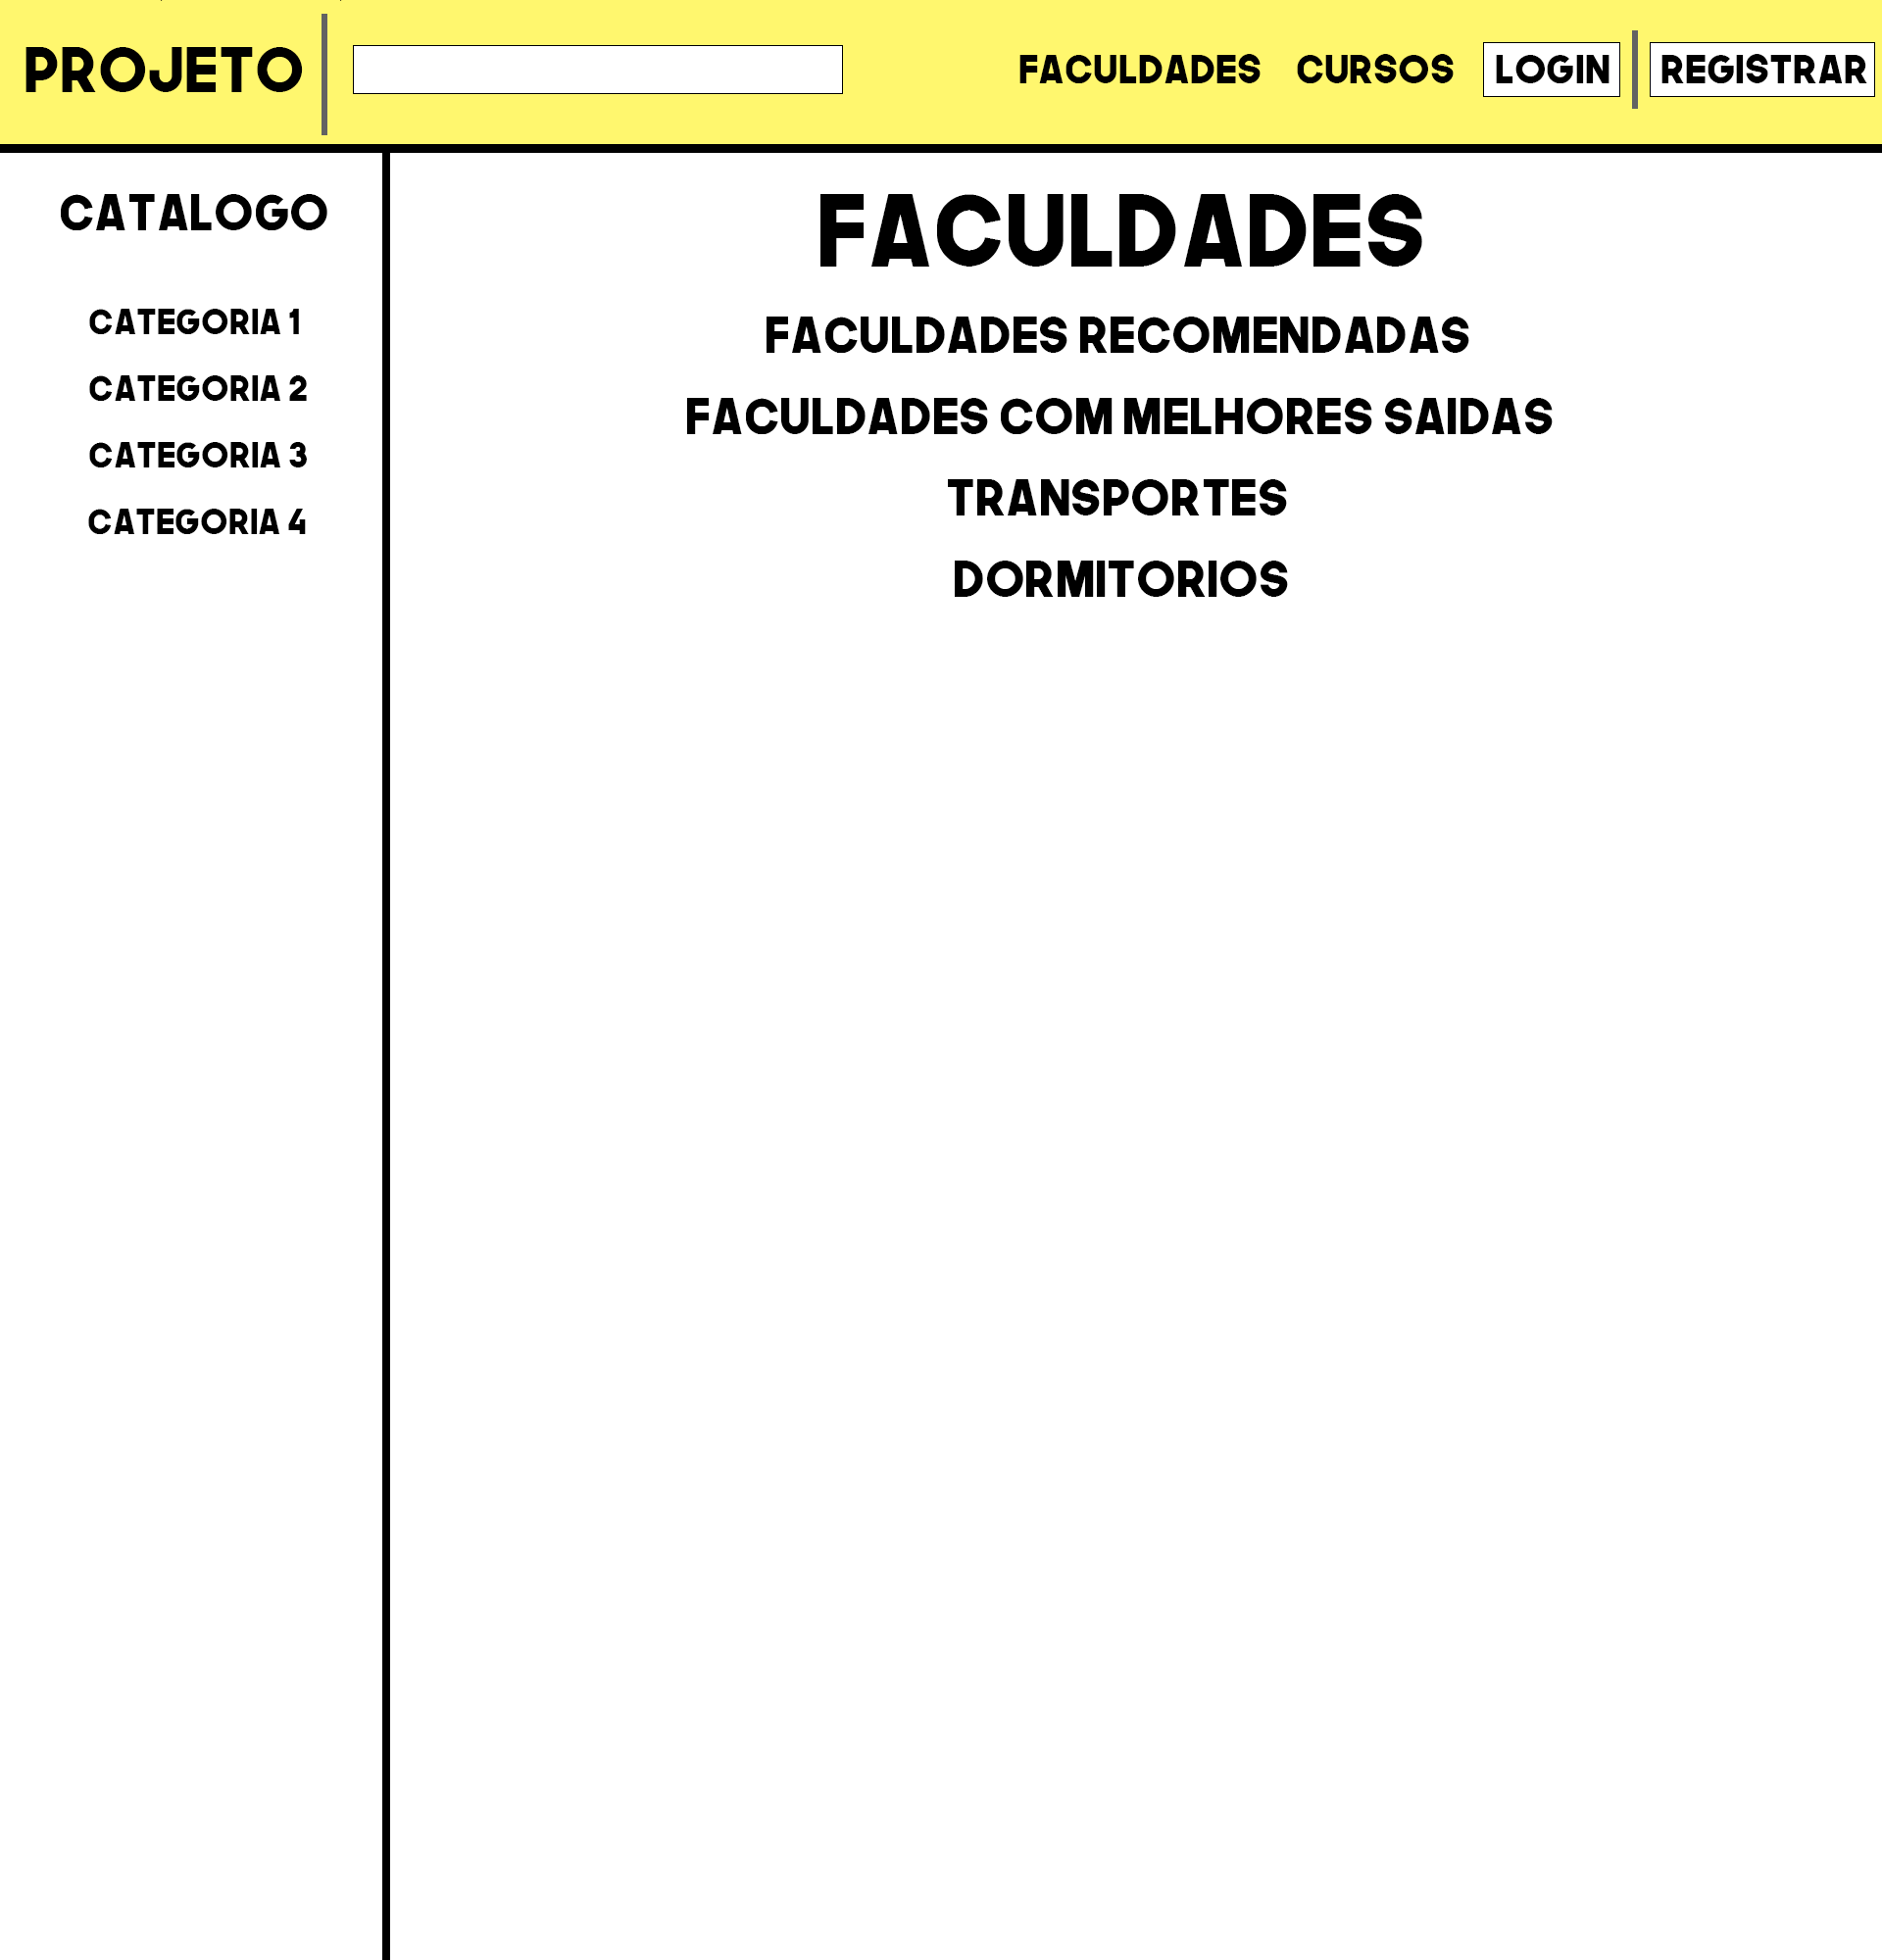 PROJETO
FACULDADES CURSOS LOGIN REGISTRAR
CATALOGO
CATEGORIA 1
CATEGORIA 2
CATEGORIA 3
CATEGORIA 4
FACULDADES
FACULDADES RECOMENDADAS
FACULDADES COM MELHORES SAIDAS
TRANSPORTES
DORMITORIOS